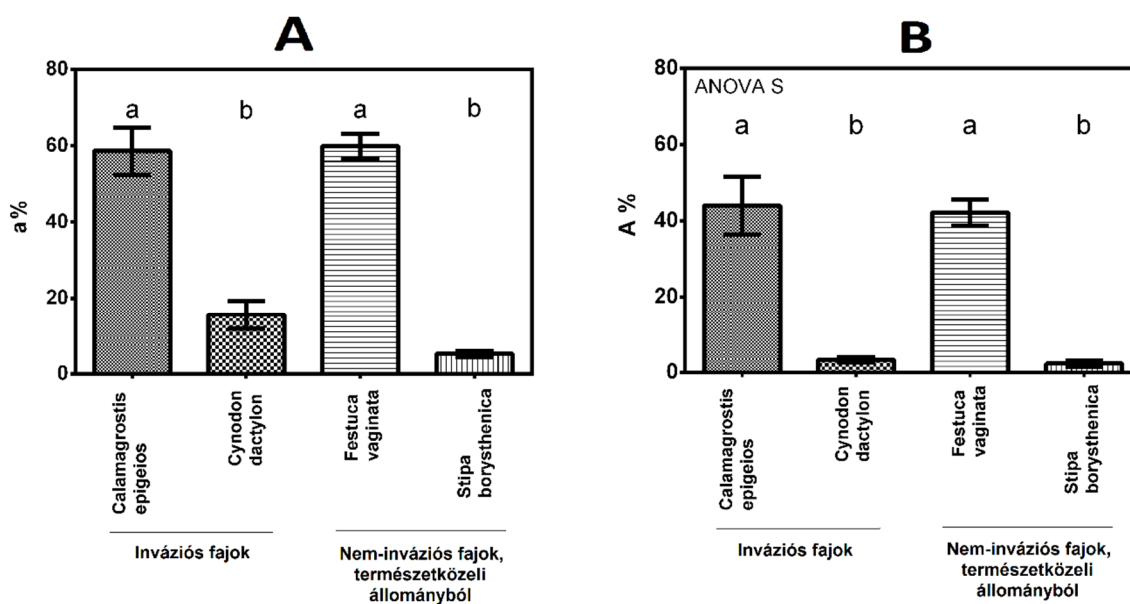 A
80
60
40
20
0
a%
a
b
a
b
Calamagrostis
epigeios
Cynodon
dactylon
Festuca
vaginata
Stipa
borysthenica
Inváziós fajok
Nem-inváziós fajok,
természetközeli
állományból
B
80
60
40
20
0
A %
ANOVA S
a
b
a
b
Calamagrostis
epigeios
Cynodon
dactylon
Festuca
vaginata
Stipa
borysthenica
Inváziós fajok
Nem-inváziós fajok,
természetközeli
állományból